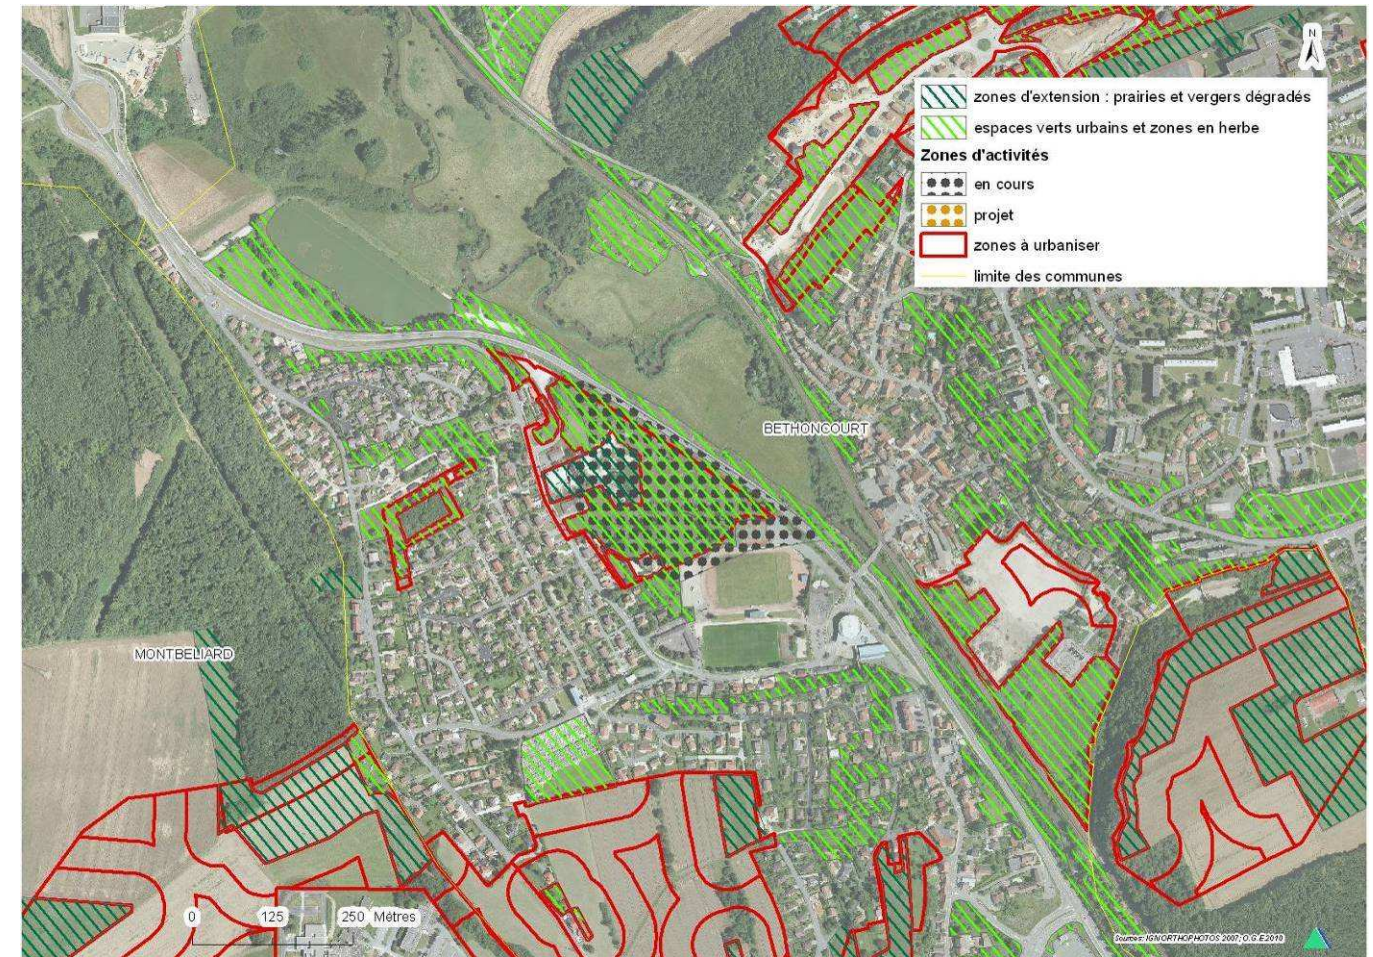 N
zones d'extension : prairies et vergers dégradés
espaces verts urbains et zones en herbe
Zones d'activités
en cours
projet
zones à urbaniser
limite des communes
BETHONCOURT
MONTBELIARD
0 125 250 Mètres
Sources: IGN ORTHOPHOTOS 2007; O.G.E 2010